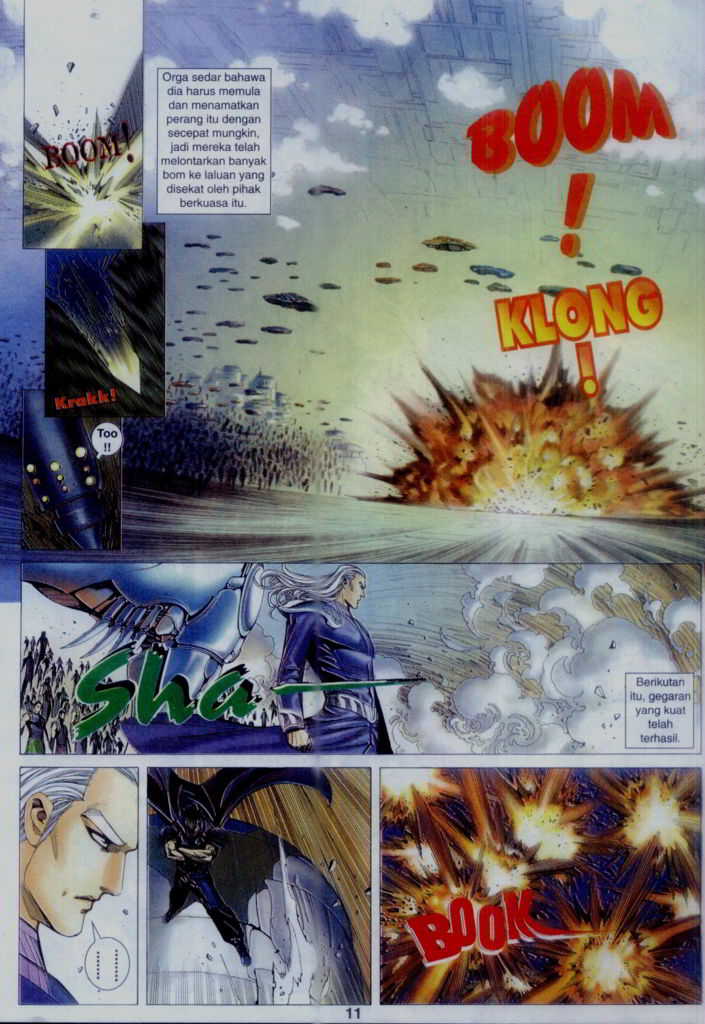 BOOM!
Orga sedar bahawa
dia harus memula
dan menamatkan
perang itu dengan
secepat mungkin,
jadi mereka telah
melontarkan banyak
bom ke laluan yang
disekat oleh pihak
berkuasa itu.
BOOM
!
KLONG
!
Krakk!
Too
!!
Sha
Berikutan
itu, gegaran
yang kuat
telah
terhasil.
BOOM
11